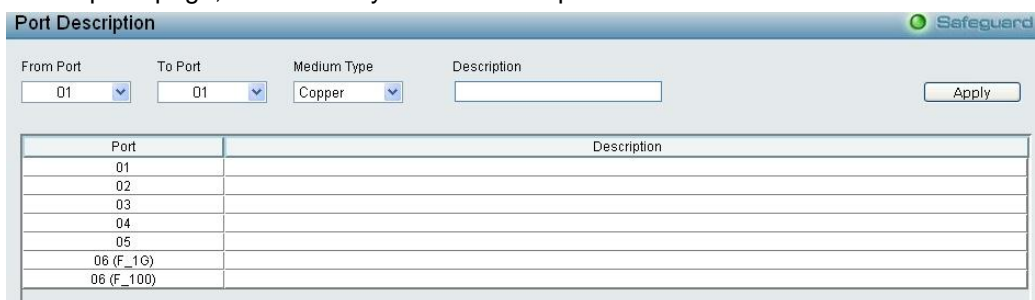 Port Description
Safeguard
From Port To Port Medium Type Description
01 01 Copper Apply
Port Description
01
02
03
04
05
06 (F_1G)
06 (F_100)